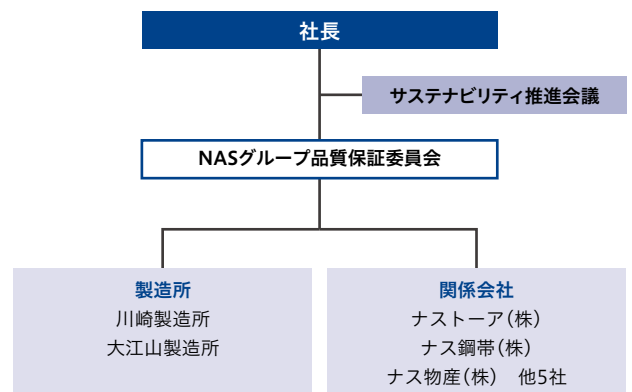 社長
サステナビリティ推進会議
NASグループ品質保証委員会
製造所
川崎製造所
大江山製造所
関係会社
ナストーア(株)
ナス鋼帯(株)
ナス物産(株)　他5社